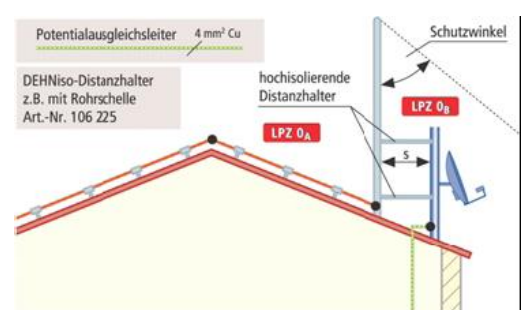 Potentialausgleichsleiter
4 mm² Cu
DEHNiso-Distanzhalter
z.B. mit Rohrschelle
Art.-Nr. 106 225
hochisolierende
Distanzhalter
Schutzwinkel
LPZ 0A
LPZ 0B
s